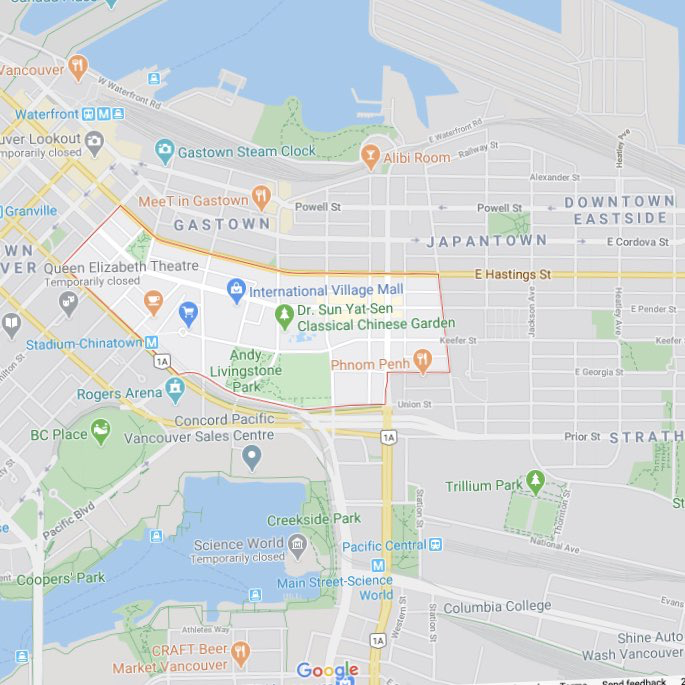 Vancouver
W Waterfront Rd
Waterfront
M
uver Lookout
Temporarily closed
Gastown Steam Clock
E Waterfront Rd
Railway St
Heatley Ave
Alibi Room
Alexander St
MeeT in Gastown
Granville
Powell St
Powell St
DOWNTOWN
EASTSIDE
GASTOWN
JAPANTOWN
E Cordova St
OWN
VER
Queen Elizabeth Theatre
Temporarily closed
E Hastings St
International Village Mall
Dr. Sun Yat-Sen
Classical Chinese Garden
Jackson Ave
Heatley Ave
E Pender St
Stadium-Chinatown
M
Keefer St
Keefer
1A
Andy
Livingstone
Park
Phnom Penh
E Georgia St
Rogers Arena
Union St
BC Place
Concord Pacific
Vancouver Sales Centre
1A
Prior St
STRATH
Pacific Blvd
Trillium Park
Station St
Thornton St
St
Creekside Park
National Ave
Science World
Temporarily closed
Pacific Central
M
Coopers' Park
Main Street-Science
World
Western St
Station St
Columbia College
Evans
Athletes Way
1A
Shine Auto
Wash Vancouver
CRAFT Beer
Market Vancouver
Google
Terms
Send feedback